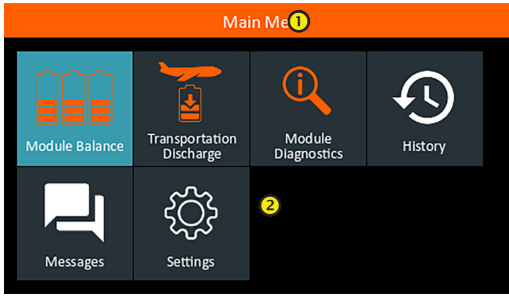 Main Me 1
Module Balance
Transportation
Discharge
Module
Diagnostics
History
2
Messages
Settings